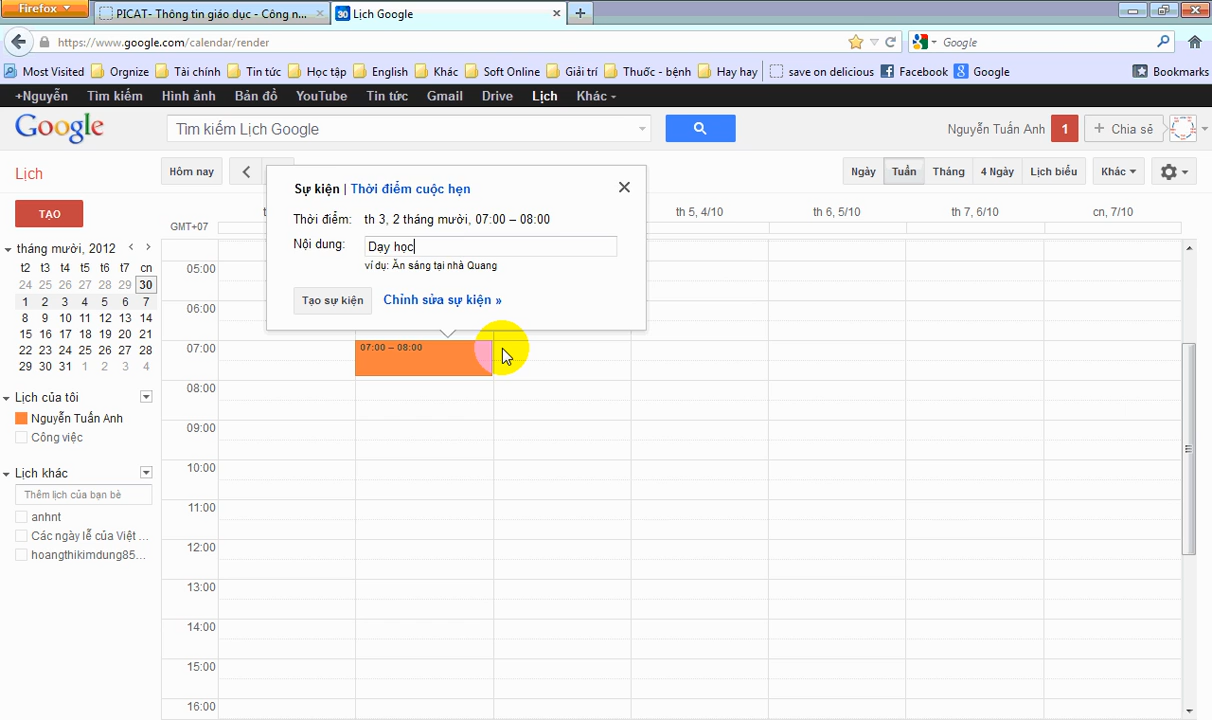 Firefox
PICAT- Thông tin giáo dục - Công n...
30 Lịch Google
https://www.google.com/calendar/render
Google
Most Visited Orgnize Tài chính Tin tức Học tập English Khác Soft Online Giải trí Thuốc - bệnh Hay hay save on delicious Facebook Google Bookmarks
+Nguyễn Tìm kiếm Hình ảnh Bản đồ YouTube Tin tức Gmail Drive Lịch Khác
Google Tìm kiếm Lịch Google Nguyễn Tuấn Anh 1 + Chia sẻ
Lịch Hôm nay Ngày Tuần Tháng 4 Ngày Lịch biểu Khác
Sự kiện | Thời điểm cuộc hẹn
Thời điểm: th 3, 2 tháng mười, 07:00 – 08:00
Nội dung: Dạy học
ví dụ: Ăn sáng tại nhà Quang
Tạo sự kiện Chỉnh sửa sự kiện »
TẠO
GMT+07 th 5, 4/10 th 6, 5/10 th 7, 6/10 cn, 7/10
tháng mười, 2012
t2 t3 t4 t5 t6 t7 cn
24 25 26 27 28 29 30
1 2 3 4 5 6 7
8 9 10 11 12 13 14
15 16 17 18 19 20 21
22 23 24 25 26 27 28
29 30 31 1 2 3 4
Lịch của tôi
Nguyễn Tuấn Anh
Công việc
Lịch khác
Thêm lịch của bạn bè
anhnt
Các ngày lễ của Việt ...
hoangthikimdung85...
05:00
06:00
07:00
07:00 – 08:00
08:00
09:00
10:00
11:00
12:00
13:00
14:00
15:00
16:00